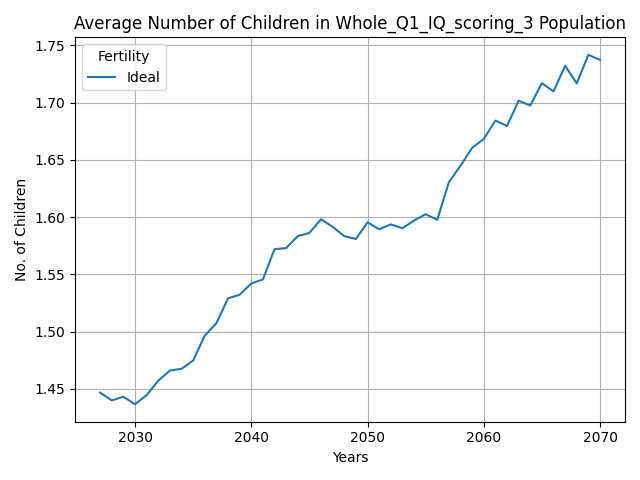 Average Number of Children in Whole_Q1_IQ_scoring_3 Population
Fertility
Ideal
No. of Children
1.75
1.70
1.65
1.60
1.55
1.50
1.45
2030 2040 2050 2060 2070
Years